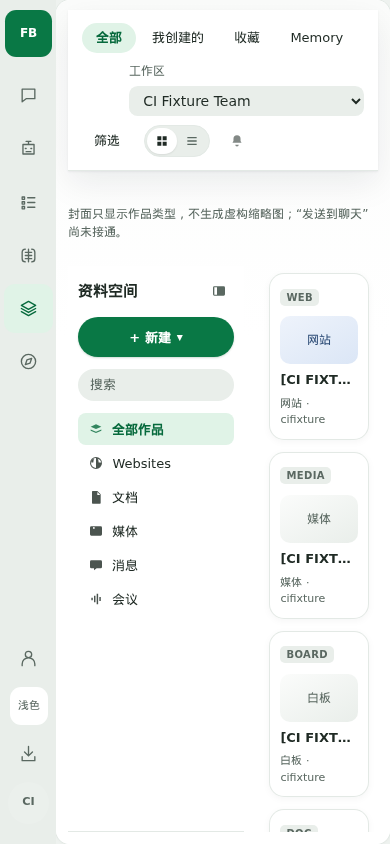 FB
全部 我创建的 收藏 Memory
工作区
CI Fixture Team
筛选
封面只显示作品类型，不生成虚构缩略图；“发送到聊天”
尚未接通。
资料空间
+ 新建 ▾
搜索
全部作品
Websites
文档
媒体
消息
会议
WEB
网站
[CI FIXT...
网站 ·
cifixture
MEDIA
媒体
[CI FIXT...
媒体 ·
cifixture
BOARD
白板
[CI FIXT...
白板 ·
cifixture
浅色
CI